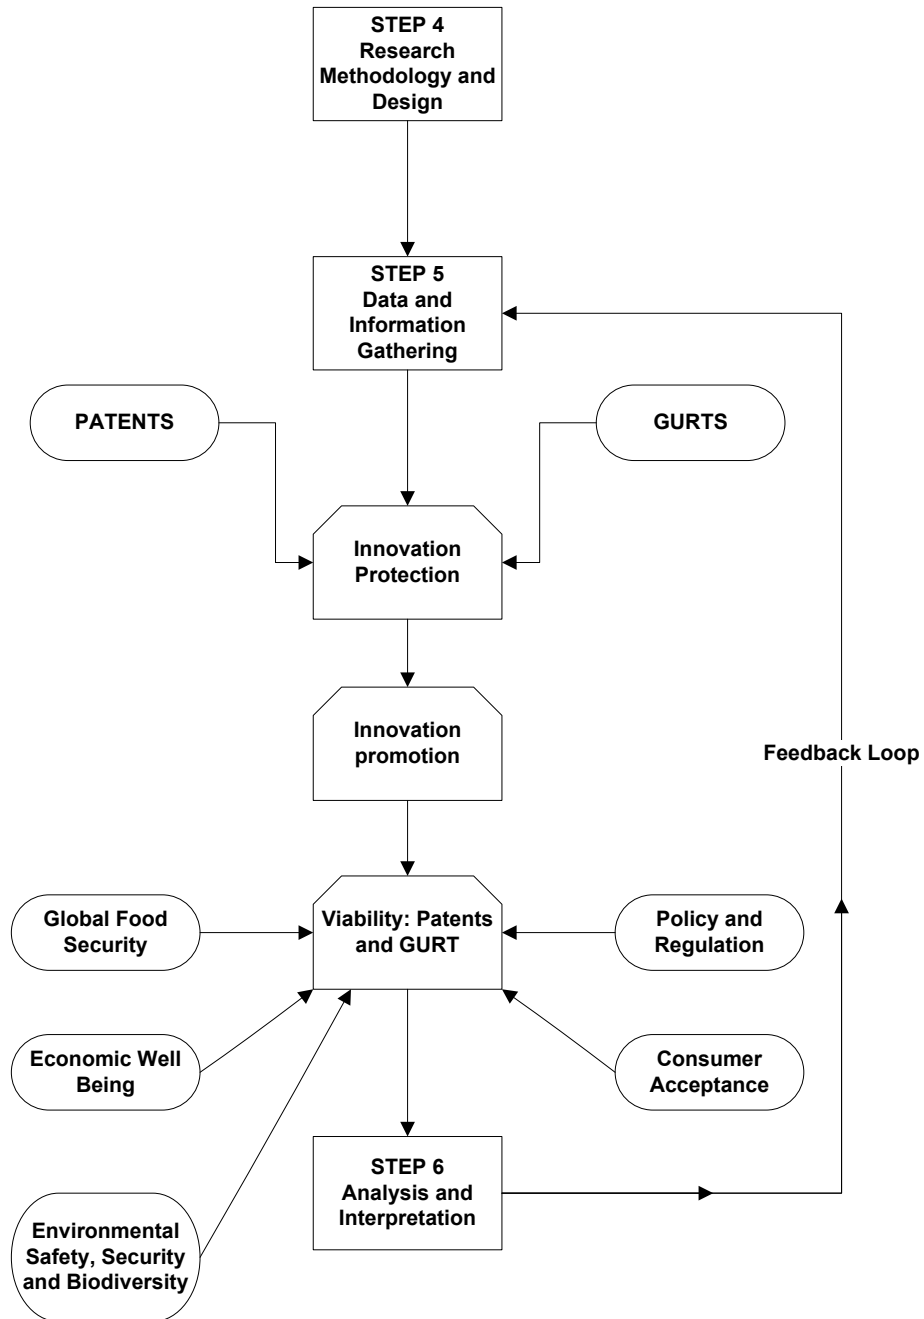 STEP 4
Research
Methodology and
Design
STEP 5
Data and
Information
Gathering
PATENTS
GURTS
Innovation
Protection
Innovation
promotion
Feedback Loop
Global Food
Security
Viability: Patents
and GURT
Policy and
Regulation
Economic Well
Being
Consumer
Acceptance
STEP 6
Analysis and
Interpretation
Environmental
Safety, Security
and Biodiversity